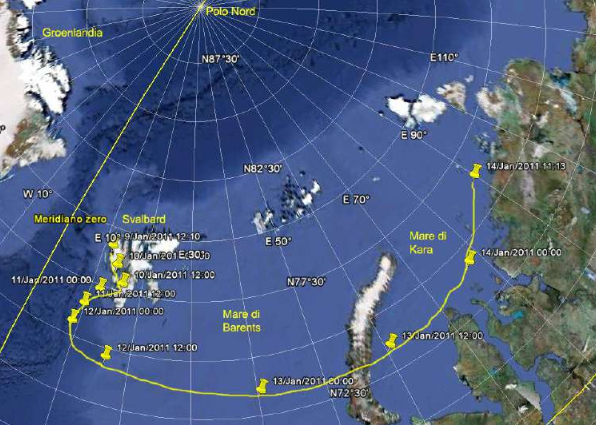 Polo Nord
Groenlandia
N87°30'
E110°
E 90°
N82°30'
14/Jan/2011 11:13
W 10°
E 70°
Meridiano zero
Svalbard
E 10°
9/Jan/2011 12:10
E 50°
Mare di
Kara
E 30°
14/Jan/2011 00:00
10/Jan/2011 12:00
11/Jan/2011 00:00
N77°30'
11/Jan/2011 12:00
12/Jan/2011 00:00
Mare di
Barents
13/Jan/2011 12:00
12/Jan/2011 12:00
13/Jan/2011 00:00
N72°30'